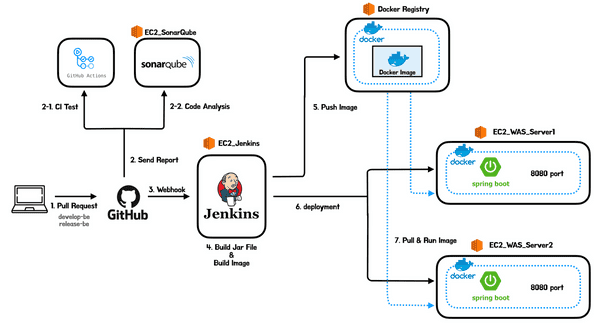 EC2_SonarQube
GitHub Actions
sonarqube
2-1. CI Test
2-2. Code Analysis
2. Send Report
1. Pull Request
develop-be
release-be
GitHub
3. Webhook
EC2_Jenkins
Jenkins
4. Build Jar File
&
Build Image
Docker Registry
docker
Docker Image
5. Push Image
6. deployment
7. Pull & Run Image
EC2_WAS_Server1
docker
spring boot
8080 port
EC2_WAS_Server2
docker
spring boot
8080 port